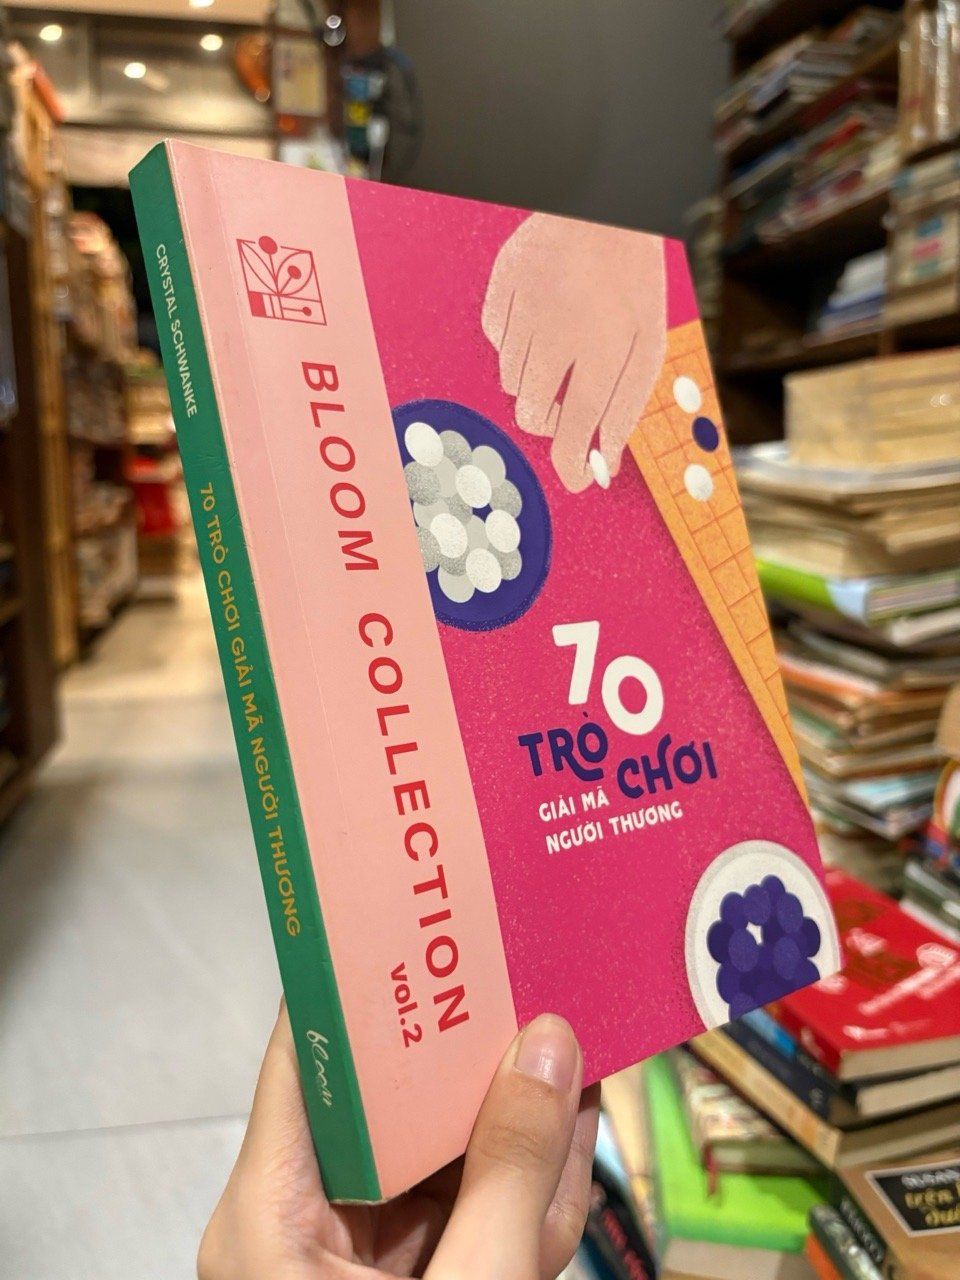 CRYSTAL SCHWANKE
70 TRÒ CHƠI GIẢI MÃ NGƯỜI THƯƠNG
bloom
BLOOM COLLECTION
vol.2
70
TRÒ
CHƠI
GIẢI MÃ
NGƯỜI THƯƠNG